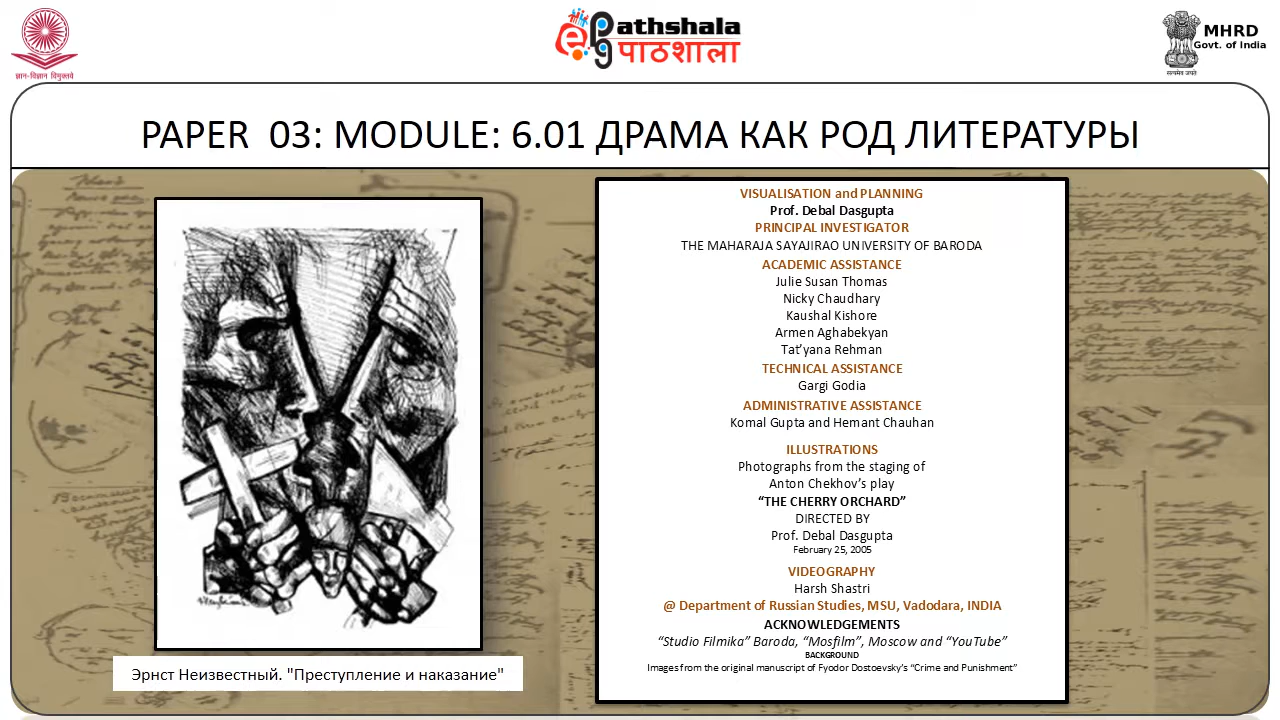 ज्ञान-विज्ञान विमुक्तये
ePathshala
पाठशाला
MHRD
Govt. of India
सत्यमेव जयते
PAPER 03: MODULE: 6.01 ДРАМА КАК РОД ЛИТЕРАТУРЫ
VISUALISATION and PLANNING
Prof. Debal Dasgupta
PRINCIPAL INVESTIGATOR
THE MAHARAJA SAYAJIRAO UNIVERSITY OF BARODA
ACADEMIC ASSISTANCE
Julie Susan Thomas
Nicky Chaudhary
Kaushal Kishore
Armen Aghabekyan
Tat’yana Rehman
TECHNICAL ASSISTANCE
Gargi Godia
ADMINISTRATIVE ASSISTANCE
Komal Gupta and Hemant Chauhan
ILLUSTRATIONS
Photographs from the staging of
Anton Chekhov’s play
“THE CHERRY ORCHARD”
DIRECTED BY
Prof. Debal Dasgupta
February 25, 2005
VIDEOGRAPHY
Harsh Shastri
@ Department of Russian Studies, MSU, Vadodara, INDIA
ACKNOWLEDGEMENTS
“Studio Filmika” Baroda, “Mosfilm”, Moscow and “YouTube”
BACKGROUND
Images from the original manuscript of Fyodor Dostoevsky’s “Crime and Punishment”
Эрнст Неизвестный. "Преступление и наказание"